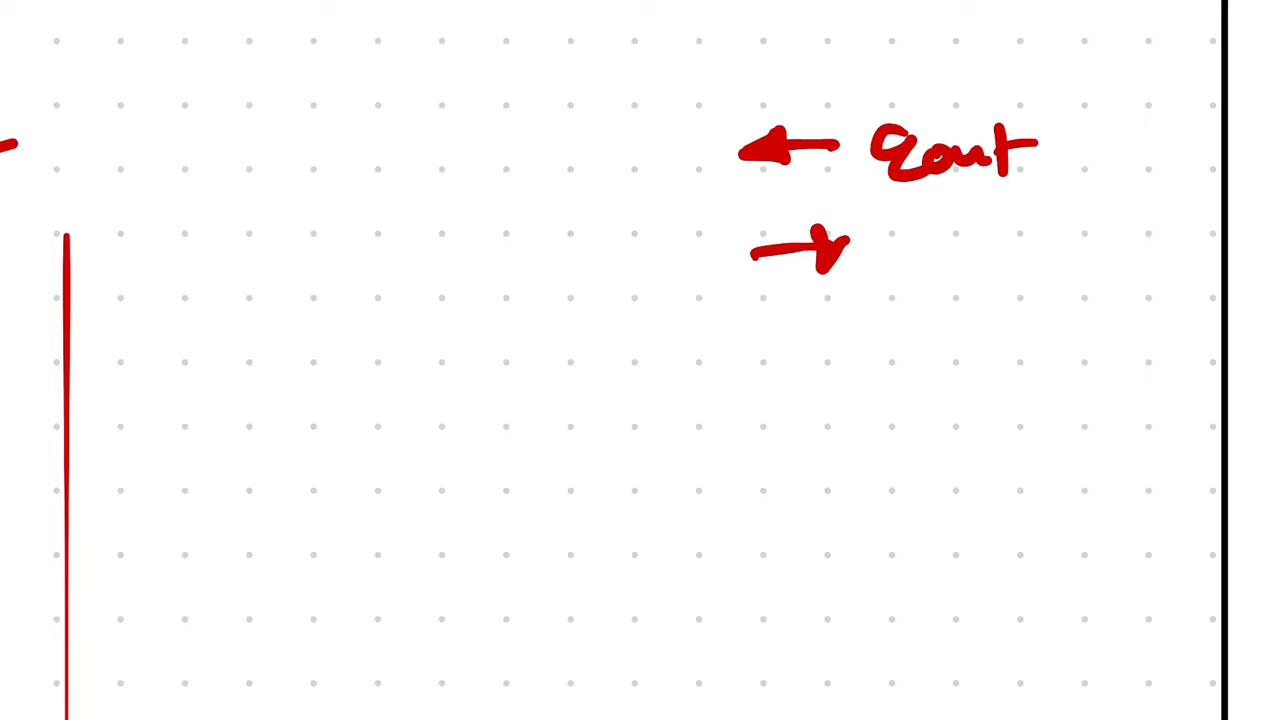 ← qout
→